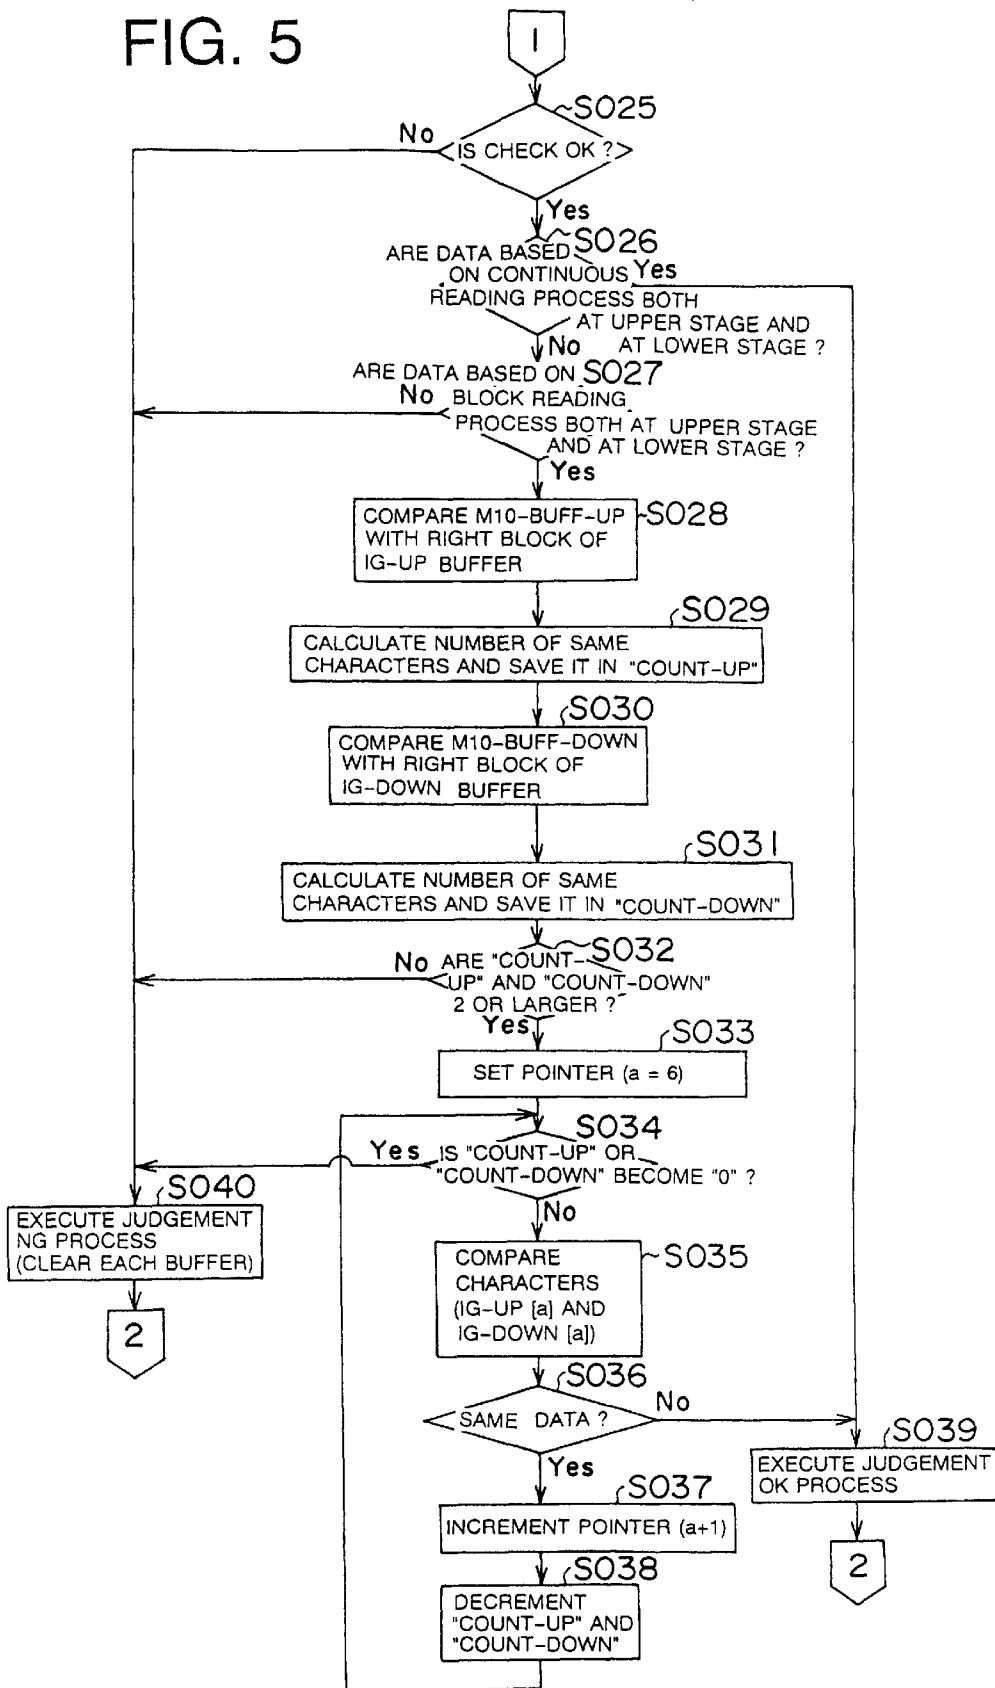 FIG. 5
1
S025
No
IS CHECK OK ?
Yes
S026
ARE DATA BASED
ON CONTINUOUS
Yes
READING PROCESS BOTH
AT UPPER STAGE AND
AT LOWER STAGE ?
No
ARE DATA BASED ON
S027
No
BLOCK READING
PROCESS BOTH AT UPPER STAGE
AND AT LOWER STAGE ?
Yes
S028
COMPARE M10-BUFF-UP
WITH RIGHT BLOCK OF
IG-UP BUFFER
S029
CALCULATE NUMBER OF SAME
CHARACTERS AND SAVE IT IN "COUNT-UP"
S030
COMPARE M10-BUFF-DOWN
WITH RIGHT BLOCK OF
IG-DOWN BUFFER
S031
CALCULATE NUMBER OF SAME
CHARACTERS AND SAVE IT IN "COUNT-DOWN"
S032
No
ARE "COUNT-
UP" AND "COUNT-DOWN"
2 OR LARGER ?
Yes
S033
SET POINTER (a = 6)
S034
Yes
IS "COUNT-UP" OR
"COUNT-DOWN" BECOME "0" ?
No
S040
EXECUTE JUDGEMENT
NG PROCESS
(CLEAR EACH BUFFER)
2
S035
COMPARE
CHARACTERS
(IG-UP [a] AND
IG-DOWN [a])
S036
SAME DATA ?
No
Yes
S039
EXECUTE JUDGEMENT
OK PROCESS
2
S037
INCREMENT POINTER (a+1)
S038
DECREMENT
"COUNT-UP" AND
"COUNT-DOWN"